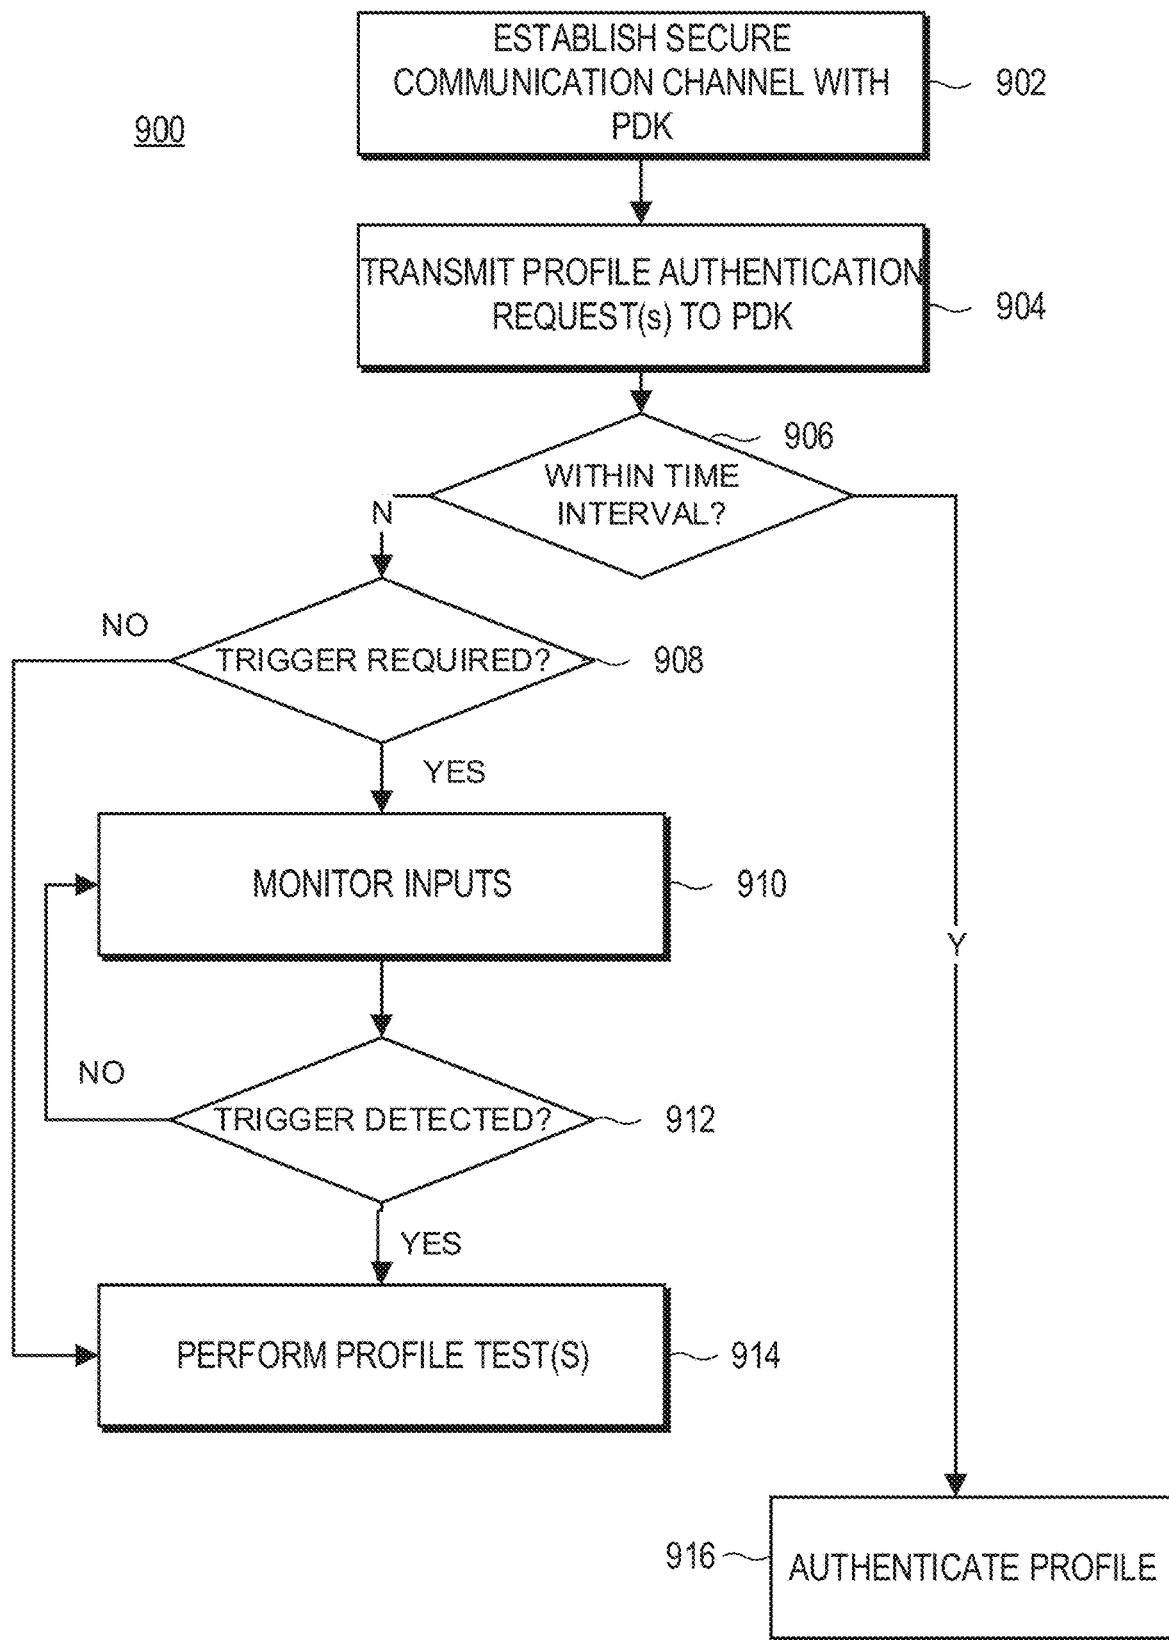 ESTABLISH SECURE
COMMUNICATION CHANNEL WITH
PDK
902
900
TRANSMIT PROFILE AUTHENTICATION
REQUEST(s) TO PDK
904
906
WITHIN TIME
INTERVAL?
N
NO
TRIGGER REQUIRED?
908
YES
MONITOR INPUTS
910
Y
NO
TRIGGER DETECTED?
912
YES
PERFORM PROFILE TEST(S)
914
916
AUTHENTICATE PROFILE